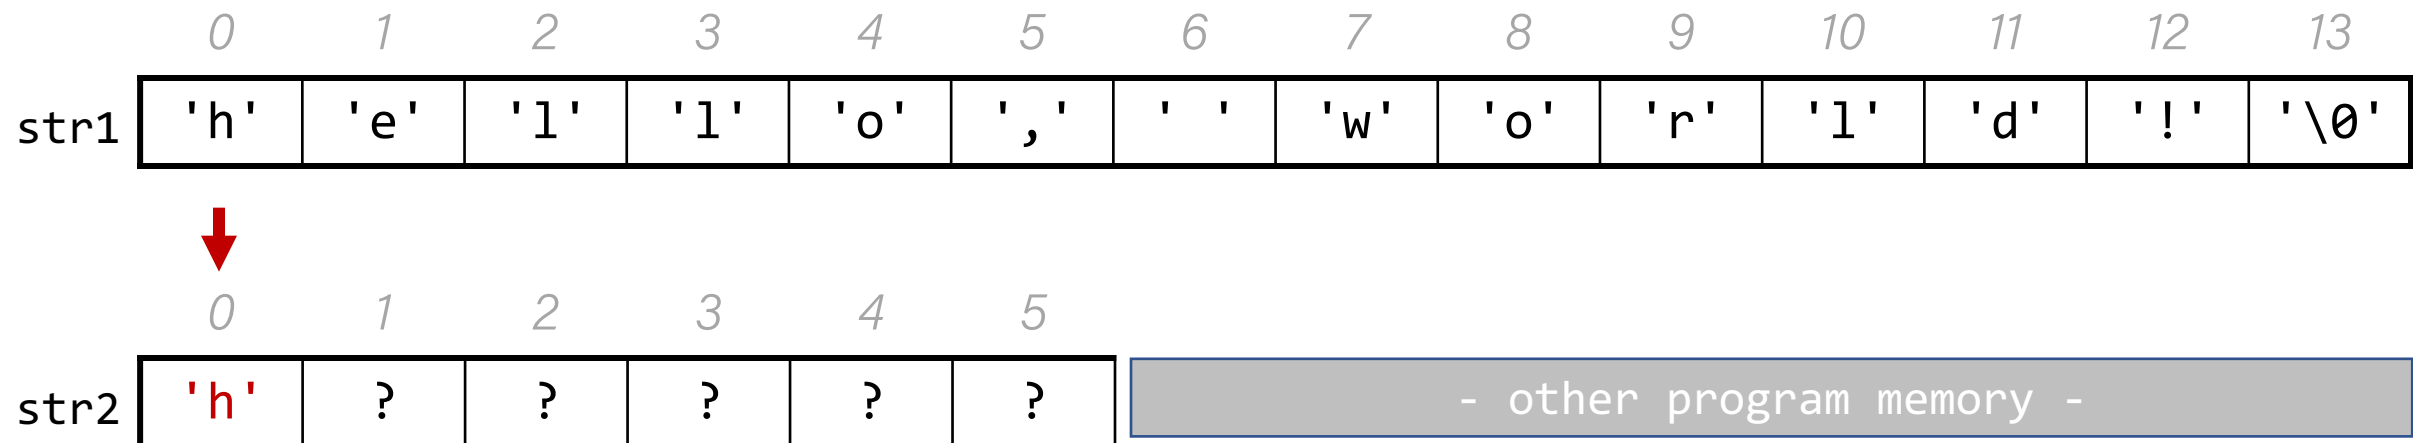 0 1 2 3 4 5 6 7 8 9 10 11 12 13
str1 'h' 'e' 'l' 'l' 'o' ',' ' ' 'w' 'o' 'r' 'l' 'd' '!' '\0'
0 1 2 3 4 5
str2 'h' ? ? ? ? ? - other program memory -